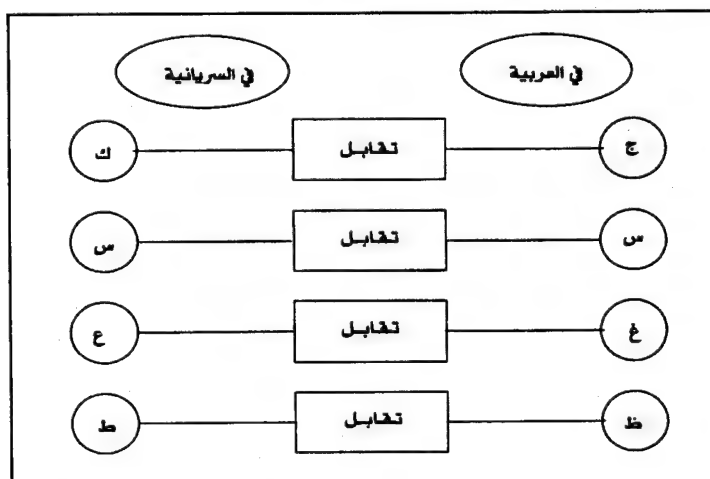 في العربية في السريانية
ج تقابل ك
س تقابل س
غ تقابل ع
ظ تقابل ط